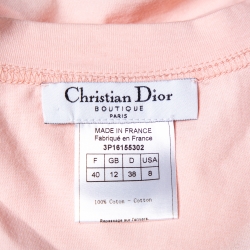 Christian Dior
BOUTIQUE
PARIS
MADE IN FRANCE
Fabriqué en France
3P16155302
F GB D USA
40 12 38 8
100% Coton - Cotton